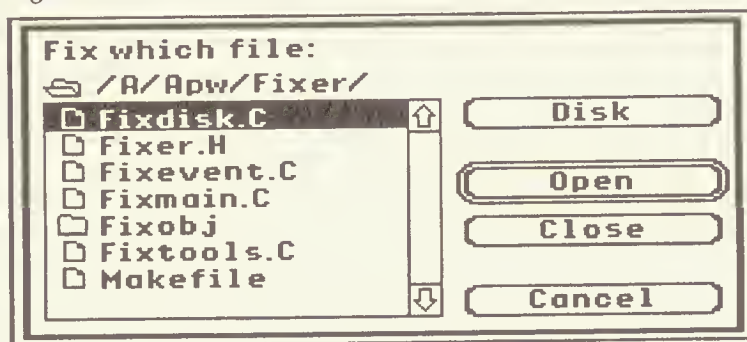 Fix which file:
/A/Apw/Fixer/
Fixdisk.C
Fixer.H
Fixevent.C
Fixmain.C
Fixobj
Fixtools.C
Makefile
Disk
Open
Close
Cancel